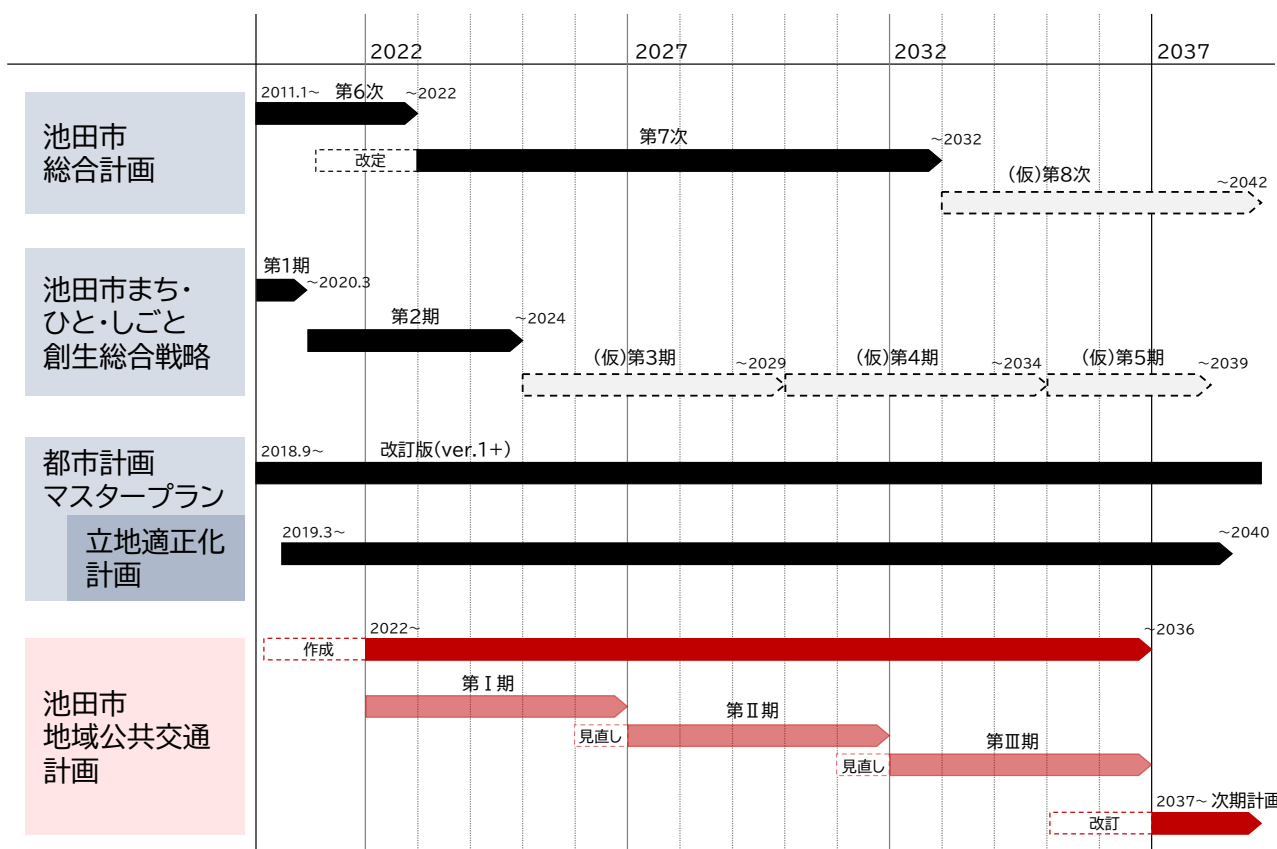 2022
2027
2032
2037
池田市
総合計画
2011.1~ 第6次 ~2022
改定
第7次
~2032
(仮)第8次
~2042
池田市まち・
ひと・しごと
創生総合戦略
第1期
~2020.3
第2期
~2024
(仮)第3期
~2029
(仮)第4期
~2034
(仮)第5期
~2039
都市計画
マスタープラン
2018.9~ 改訂版(ver.1+)
立地適正化
計画
2019.3~
~2040
池田市
地域公共交通
計画
作成
2022~
~2036
第Ⅰ期
見直し
第Ⅱ期
見直し
第Ⅲ期
改訂
2037~ 次期計画